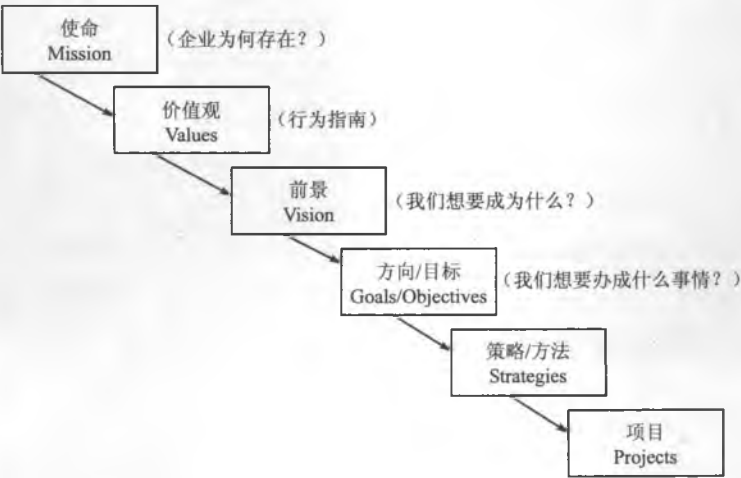 使命
Mission
（企业为何存在？）
价值观
Values
（行为指南）
前景
Vision
（我们想要成为什么？）
方向/目标
Goals/Objectives
（我们想要办成什么事情？）
策略/方法
Strategies
项目
Projects